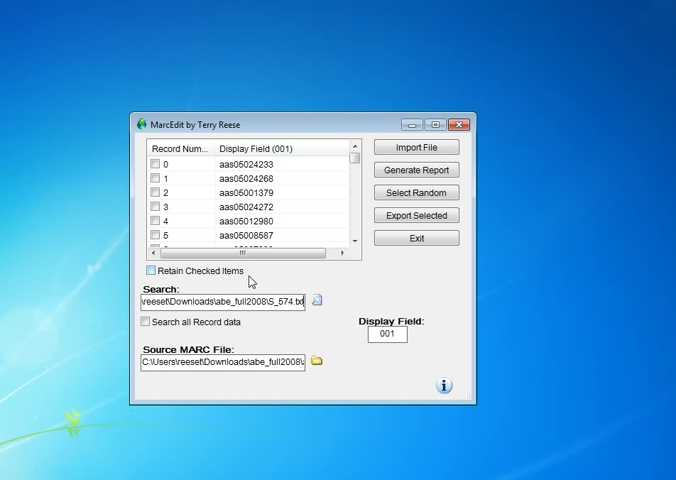 MarcEdit by Terry Reese
Record Num... Display Field (001)
0 aas05024233
1 aas05024268
2 aas05001379
3 aas05024272
4 aas05012980
5 aas05008587
Import File
Generate Report
Select Random
Export Selected
Exit
Retain Checked Items
Search:
\reeset\Downloads\abe_full2008\S_574.txt
Search all Record data
Display Field:
001
Source MARC File:
C:\Users\reeset\Downloads\abe_full2008\